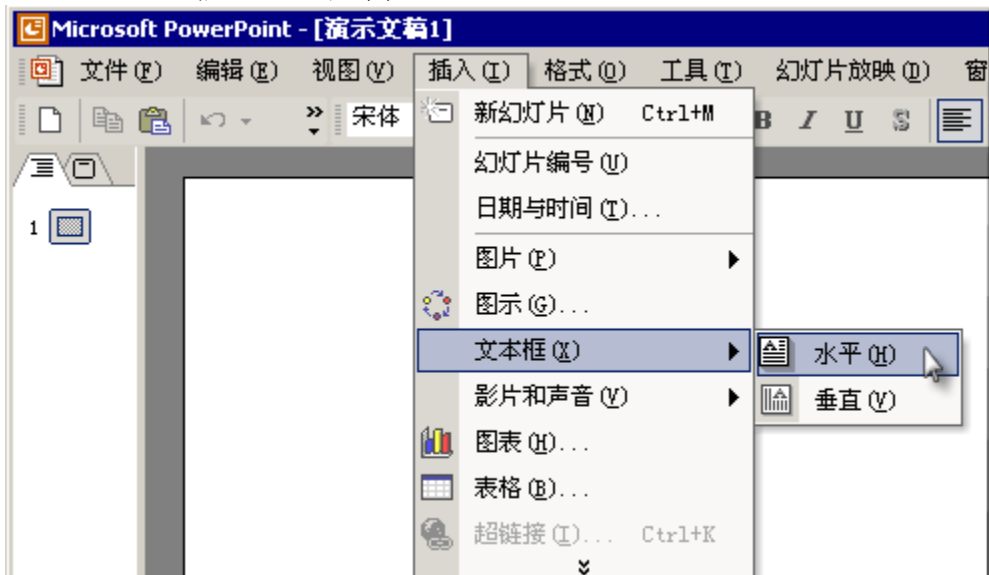 Microsoft PowerPoint - [演示文稿1]
文件(F) 编辑(E) 视图(V) 插入(I) 格式(O) 工具(T) 幻灯片放映(D) 窗
宋体 B I U S
新幻灯片(N) Ctrl+M
幻灯片编号(U)
日期与时间(T)...
1
图片(P)
图示(G)...
文本框(X)
水平(H)
影片和声音(V)
垂直(V)
图表(H)...
表格(B)...
超链接(I)... Ctrl+K